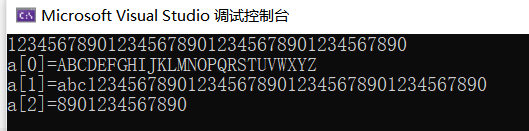 Microsoft Visual Studio 调试控制台
1234567890123456789012345678901234567890
a[0]=ABCDEFGHIJKLMNOPQRSTUVWXYZ
a[1]=abc1234567890123456789012345678901234567890
a[2]=8901234567890